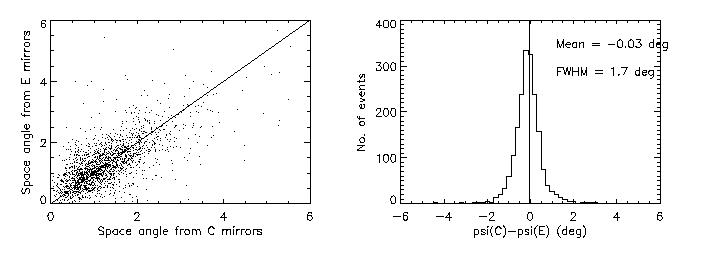 6
4
2
0
Space angle from E mirrors
0 2 4 6
Space angle from C mirrors
400
300
200
100
0
No. of events
Mean = -0.03 deg
FWHM = 1.7 deg
-6 -4 -2 0 2 4 6
psi(C)-psi(E) (deg)